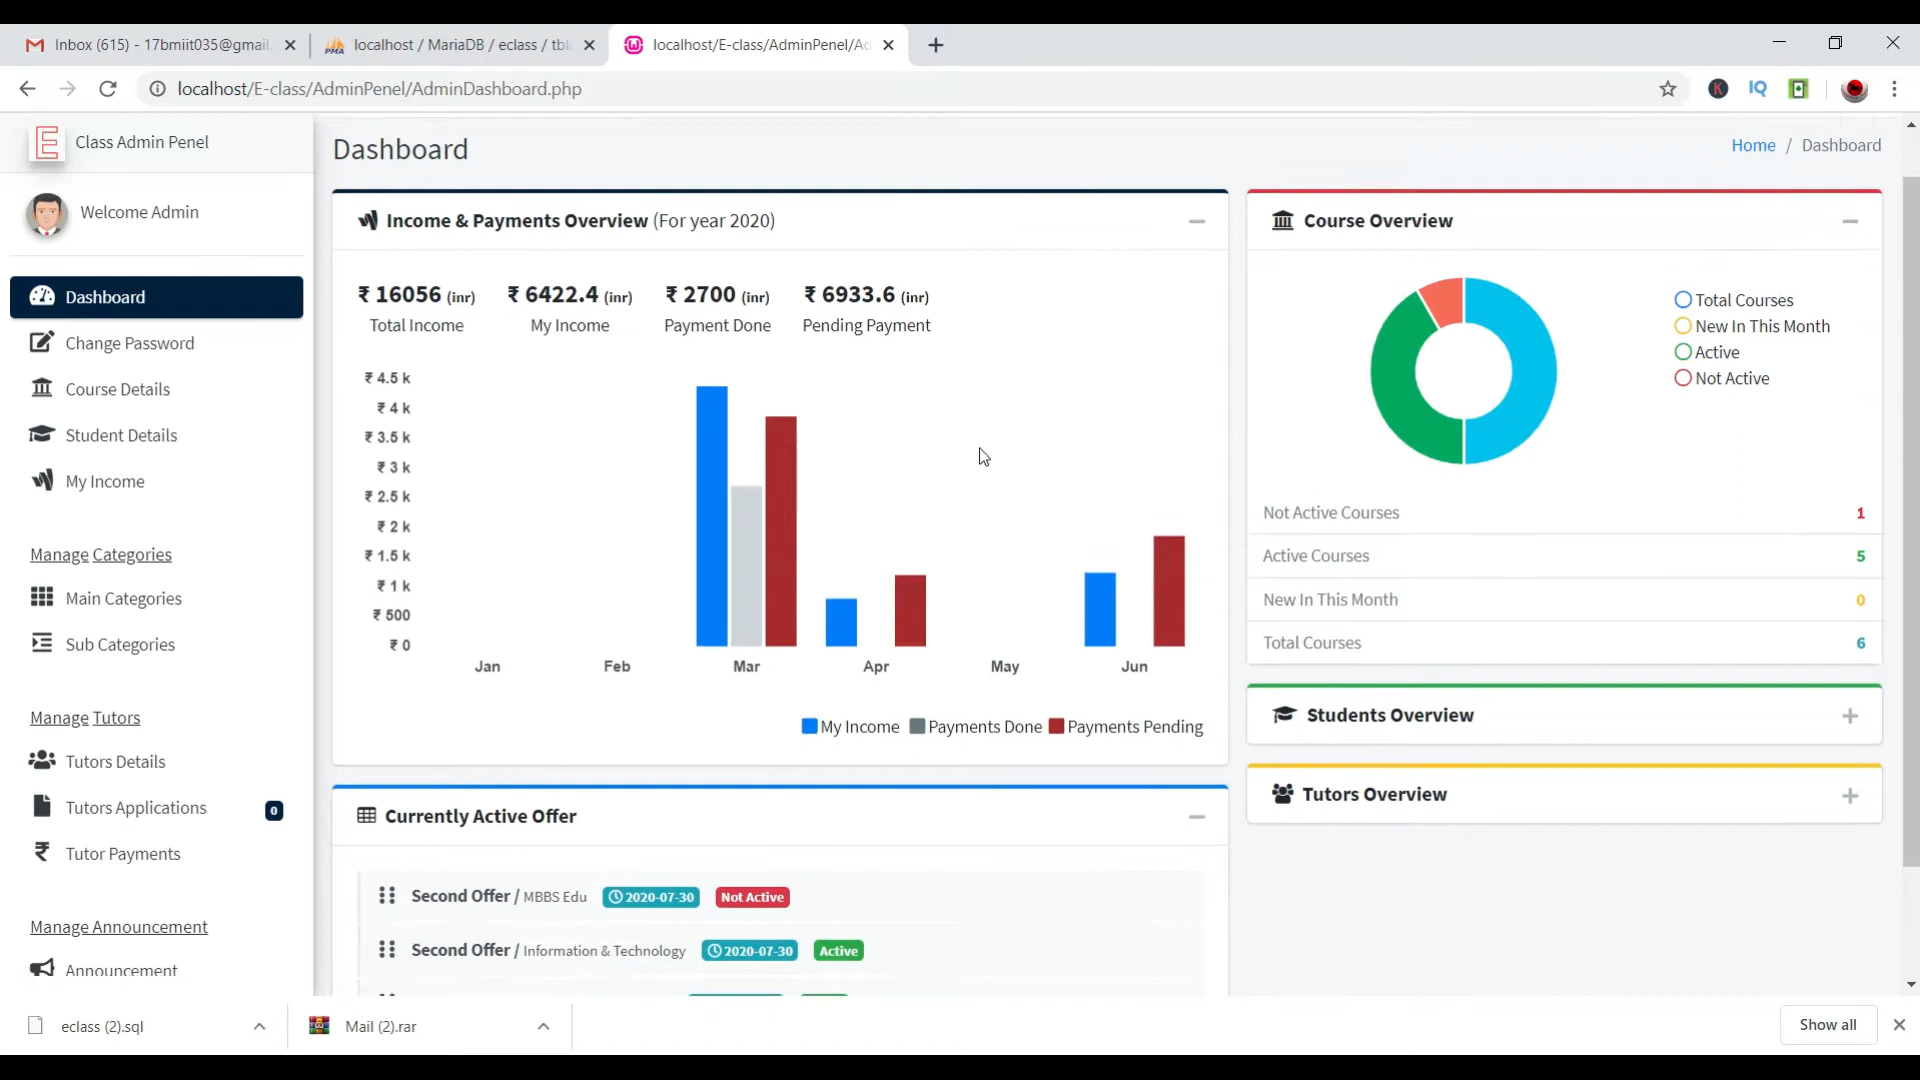 Inbox (615) - 17bmiit035@gmail.
localhost / MariaDB / eclass / tbl
localhost/E-class/AdminPenel/Ad
localhost/E-class/AdminPenel/AdminDashboard.php
K
IQ
E
Class Admin Penel
Welcome Admin
Dashboard
Change Password
Course Details
Student Details
My Income
Manage Categories
Main Categories
Sub Categories
Manage Tutors
Tutors Details
Tutors Applications 0
Tutor Payments
Manage Announcement
Announcement
Dashboard
Home / Dashboard
Income & Payments Overview (For year 2020)
₹ 16056 (inr) ₹ 6422.4 (inr) ₹ 2700 (inr) ₹ 6933.6 (inr)
Total Income My Income Payment Done Pending Payment
₹ 4.5 k
₹ 4 k
₹ 3.5 k
₹ 3 k
₹ 2.5 k
₹ 2 k
₹ 1.5 k
₹ 1 k
₹ 500
₹ 0
Jan Feb Mar Apr May Jun
My Income Payments Done Payments Pending
Currently Active Offer
Second Offer / MBBS Edu 2020-07-30 Not Active
Second Offer / Information & Technology 2020-07-30 Active
Course Overview
Total Courses
New In This Month
Active
Not Active
Not Active Courses 1
Active Courses 5
New In This Month 0
Total Courses 6
Students Overview
Tutors Overview
eclass (2).sql
Mail (2).rar
Show all